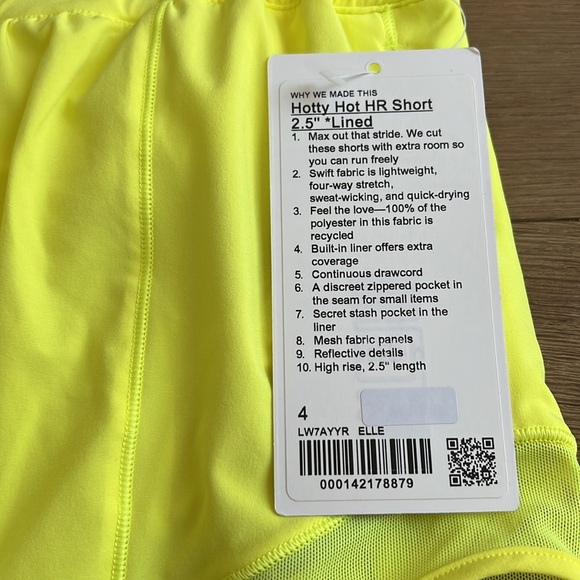 WHY WE MADE THIS
Hotty Hot HR Short
2.5" *Lined
1. Max out that stride. We cut
these shorts with extra room so
you can run freely
2. Swift fabric is lightweight,
four-way stretch,
sweat-wicking, and quick-drying
3. Feel the love—100% of the
polyester in this fabric is
recycled
4. Built-in liner offers extra
coverage
5. Continuous drawcord
6. A discreet zippered pocket in
the seam for small items
7. Secret stash pocket in the
liner
8. Mesh fabric panels
9. Reflective details
10. High rise, 2.5" length
4
LW7AYYR ELLE
000142178879